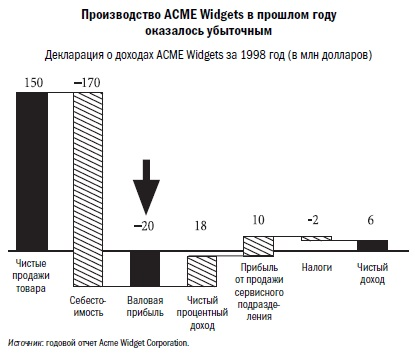 Производство ACME Widgets в прошлом году
оказалось убыточным
Декларация о доходах ACME Widgets за 1998 год (в млн долларов)
150
–170
–20
18
10
-2
6
Чистые
продажи
товара
Себесто-
имость
Валовая
прибыль
Чистый
процентный
доход
Прибыль
от продажи
сервисного
подразде-
ления
Налоги
Чистый
доход
Источник: годовой отчет Acme Widget Corporation.